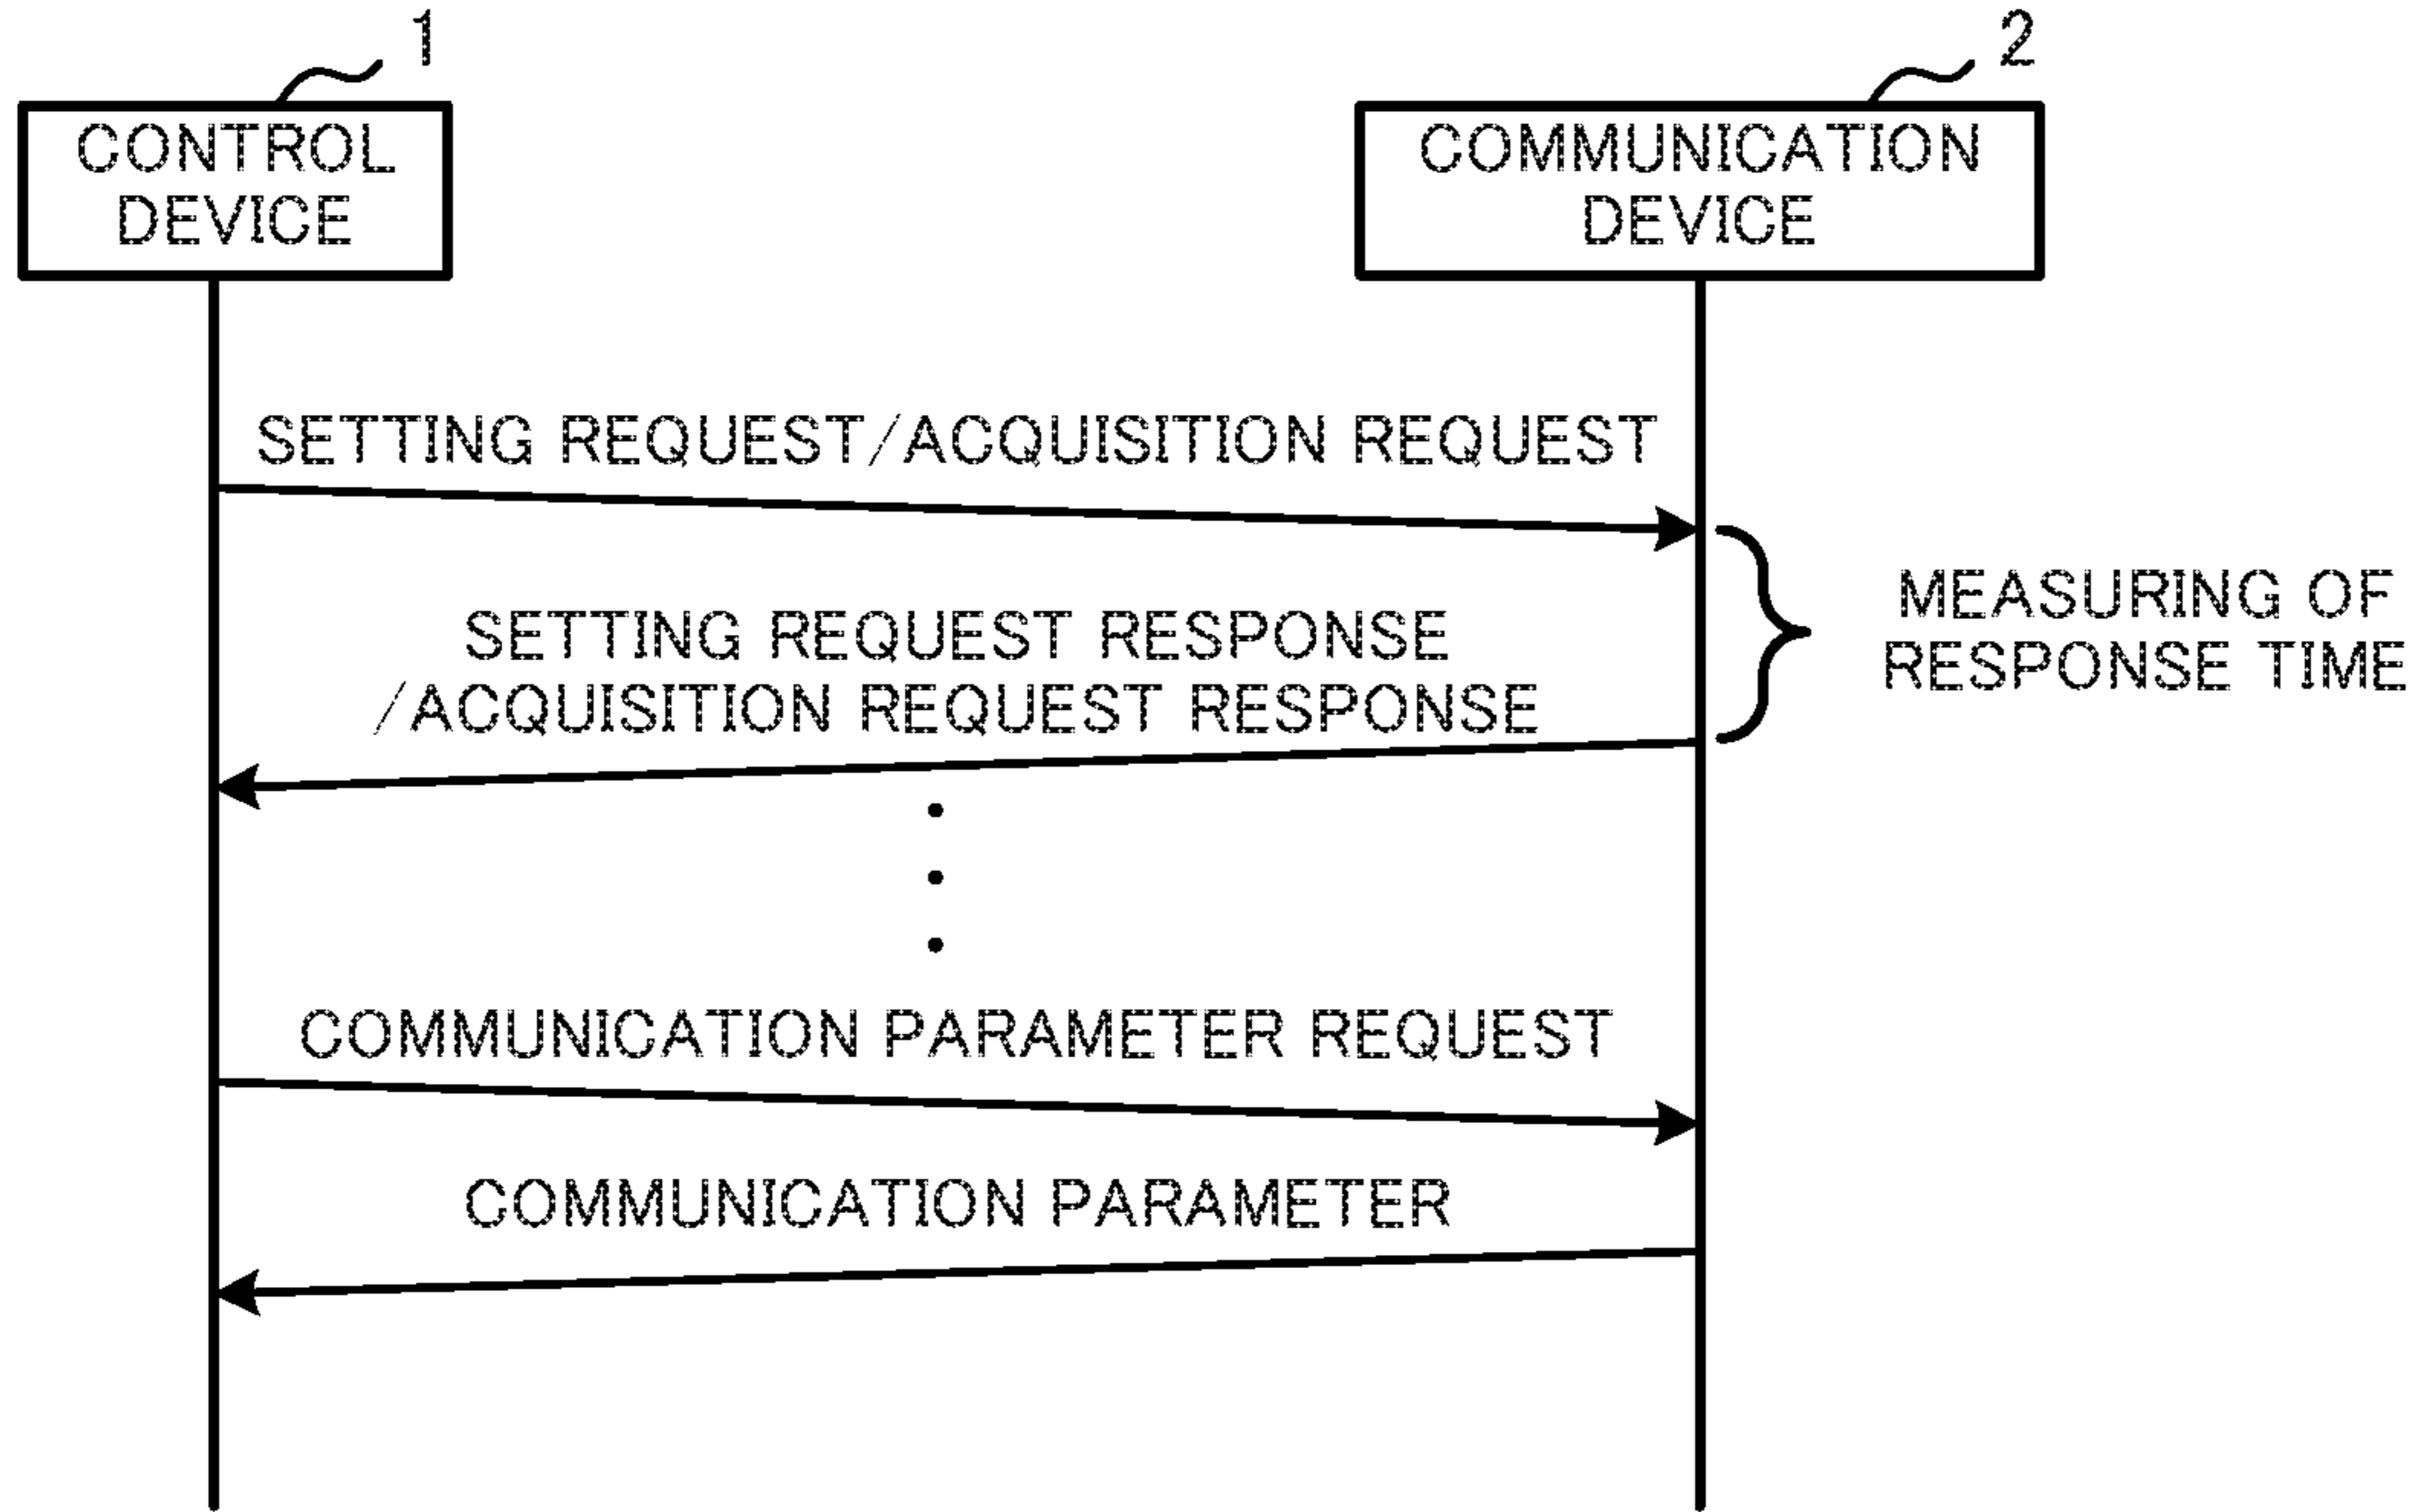 1
2
CONTROL
DEVICE
COMMUNICATION
DEVICE
SETTING REQUEST/ACQUISITION REQUEST
MEASURING OF
RESPONSE TIME
SETTING REQUEST RESPONSE
/ACQUISITION REQUEST RESPONSE
COMMUNICATION PARAMETER REQUEST
COMMUNICATION PARAMETER